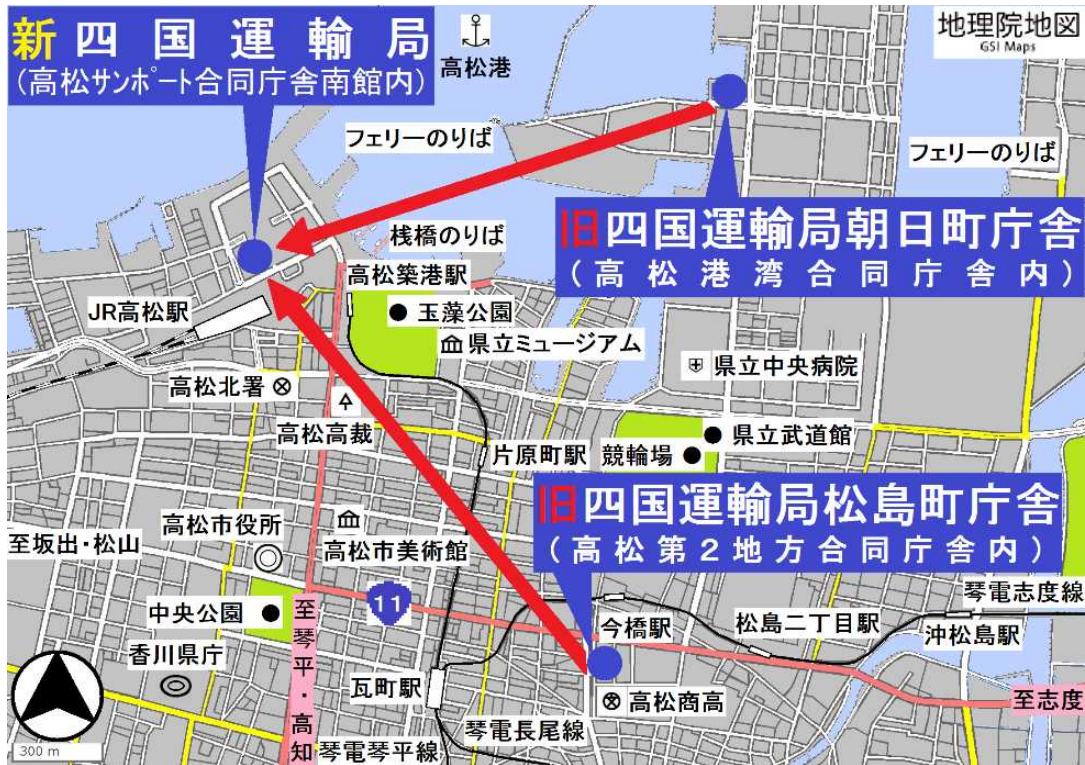 新四国運輸局
(高松サンポート合同庁舎南館内)
高松港
地理院地図
GSI Maps
フェリーのりば
フェリーのりば
旧四国運輸局朝日町庁舎
(高松港湾合同庁舎内)
桟橋のりば
高松築港駅
JR高松駅
玉藻公園
県立ミュージアム
県立中央病院
高松北署
高松高裁
県立武道館
片原町駅
競輪場
旧四国運輸局松島町庁舎
(高松第2地方合同庁舎内)
高松市役所
至坂出・松山
高松市美術館
11
琴電志度線
中央公園
至琴平・高知
今橋駅
松島二丁目駅
沖松島駅
香川県庁
瓦町駅
高松商高
至志度
琴電長尾線
琴電琴平線
300 m